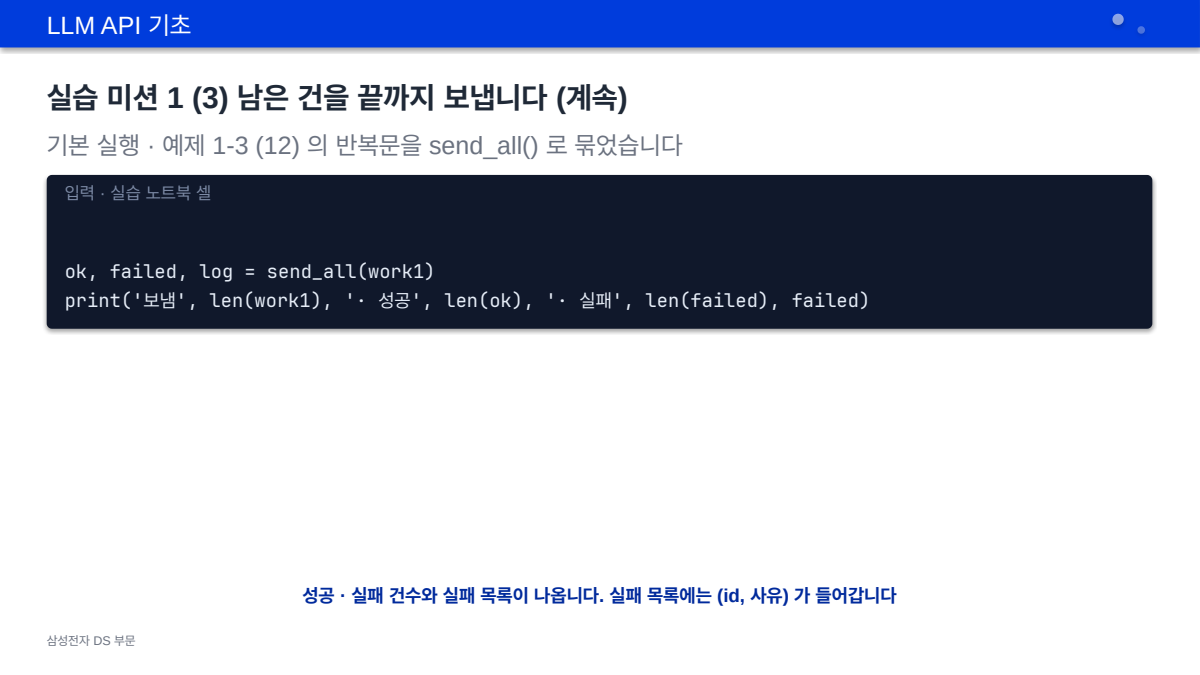 LLM API 기초
실습 미션 1 (3) 남은 건을 끝까지 보냅니다 (계속)
기본 실행 · 예제 1-3 (12) 의 반복문을 send_all() 로 묶었습니다
입력 · 실습 노트북 셀
ok, failed, log = send_all(work1)
print('보냄', len(work1), '· 성공', len(ok), '· 실패', len(failed), failed)
성공 · 실패 건수와 실패 목록이 나옵니다. 실패 목록에는 (id, 사유) 가 들어갑니다
삼성전자 DS 부문